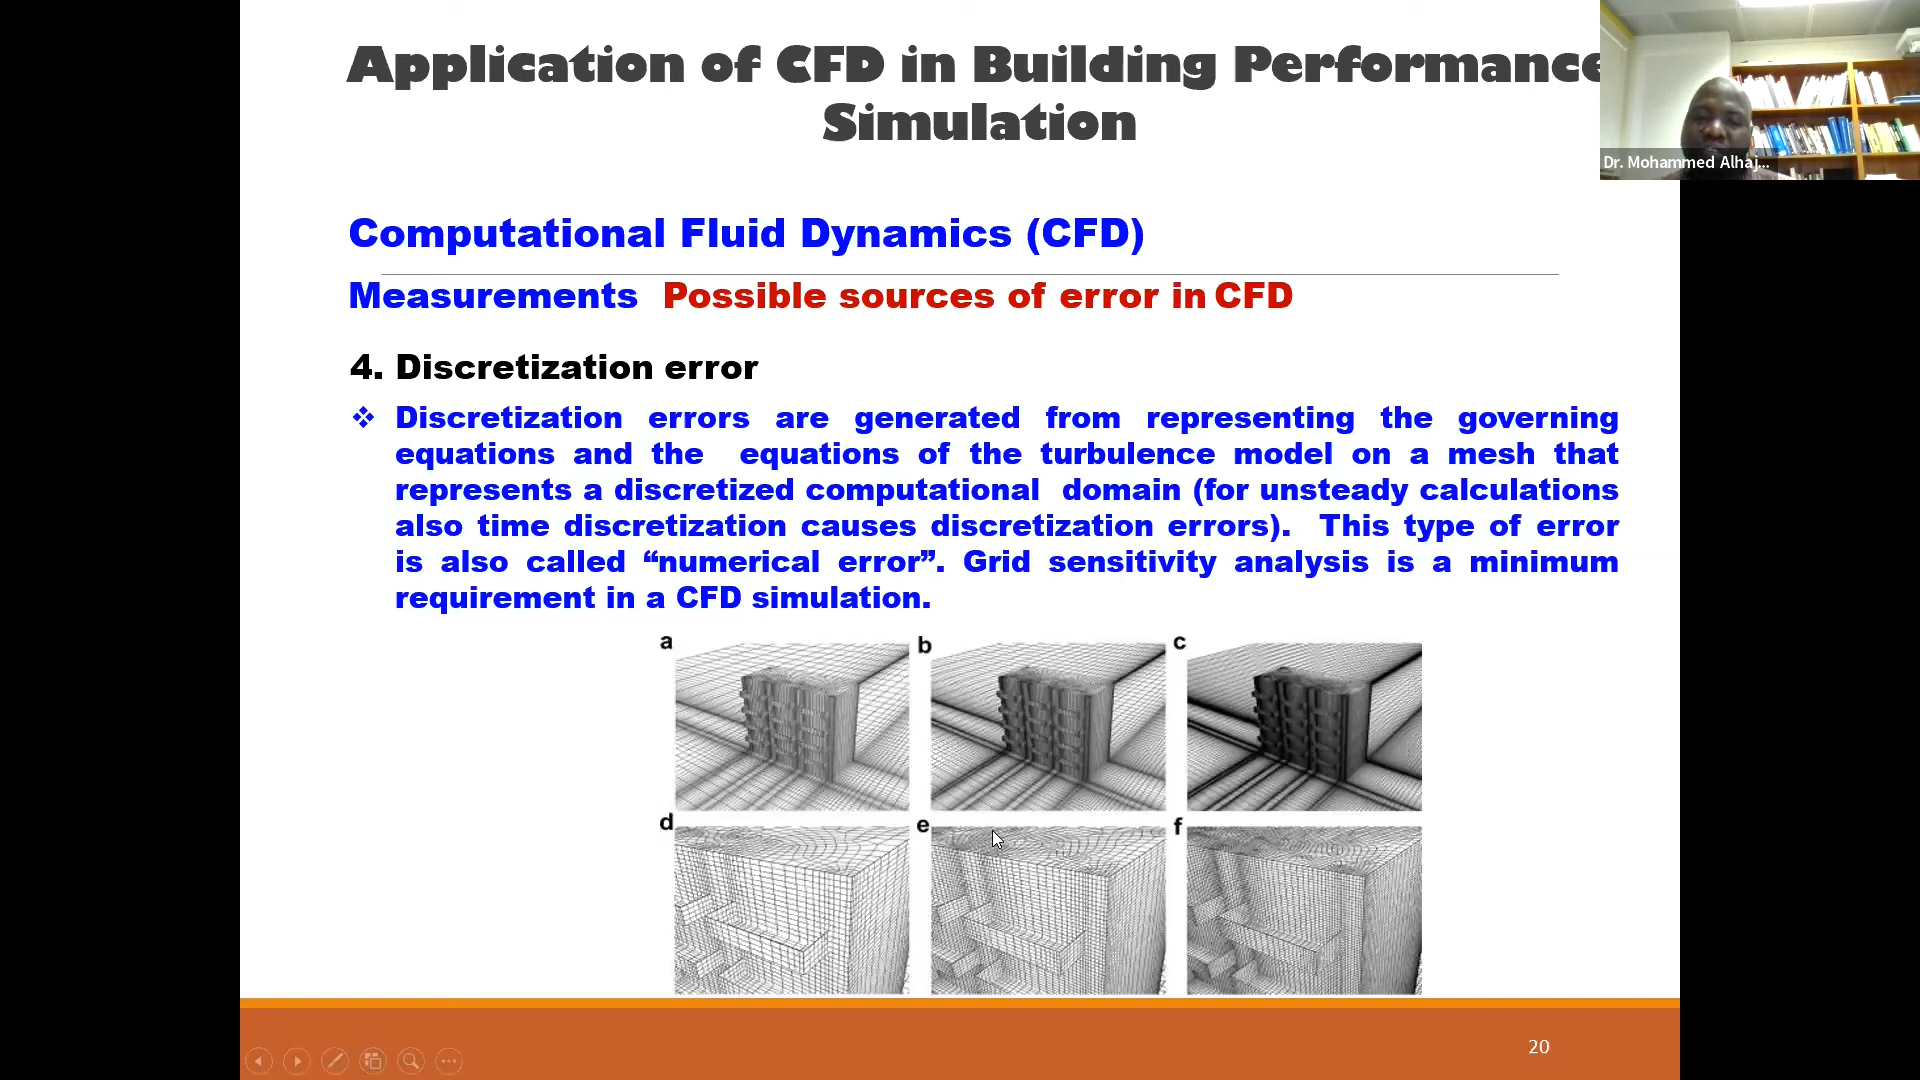 Application of CFD in Building Performance
Simulation
Dr. Mohammed Alhaj...
Computational Fluid Dynamics (CFD)
Measurements Possible sources of error in CFD
4. Discretization error
❖ Discretization errors are generated from representing the governing
equations and the equations of the turbulence model on a mesh that
represents a discretized computational domain (for unsteady calculations
also time discretization causes discretization errors). This type of error
is also called “numerical error”. Grid sensitivity analysis is a minimum
requirement in a CFD simulation.
a b c
d e f
20